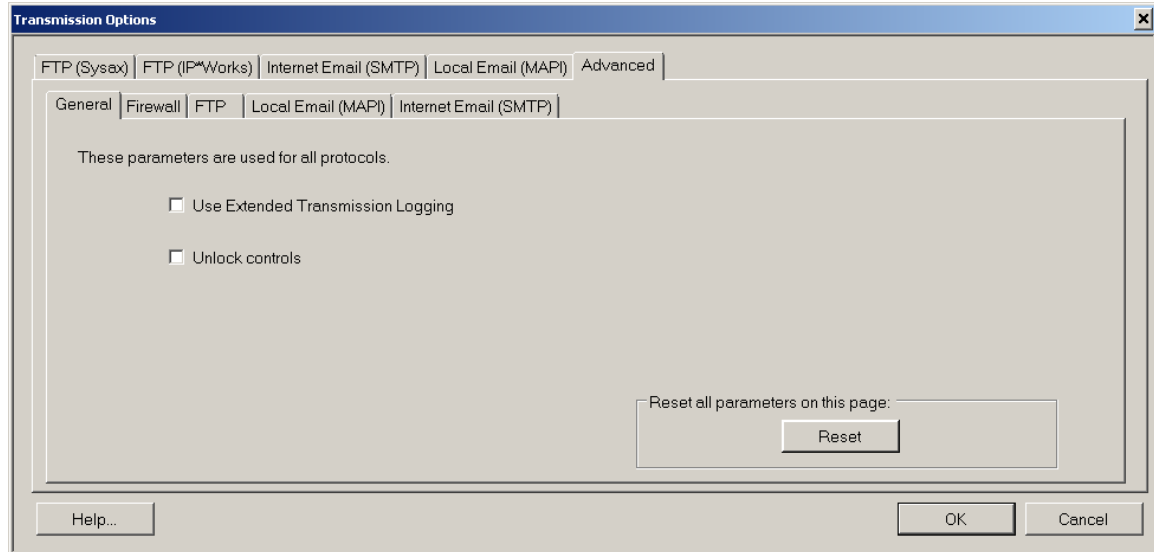 Transmission Options
FTP (Sysax) FTP (IP*Works) Internet Email (SMTP) Local Email (MAPI) Advanced
General Firewall FTP Local Email (MAPI) Internet Email (SMTP)
These parameters are used for all protocols.
Use Extended Transmission Logging
Unlock controls
Reset all parameters on this page:
Reset
Help... OK Cancel